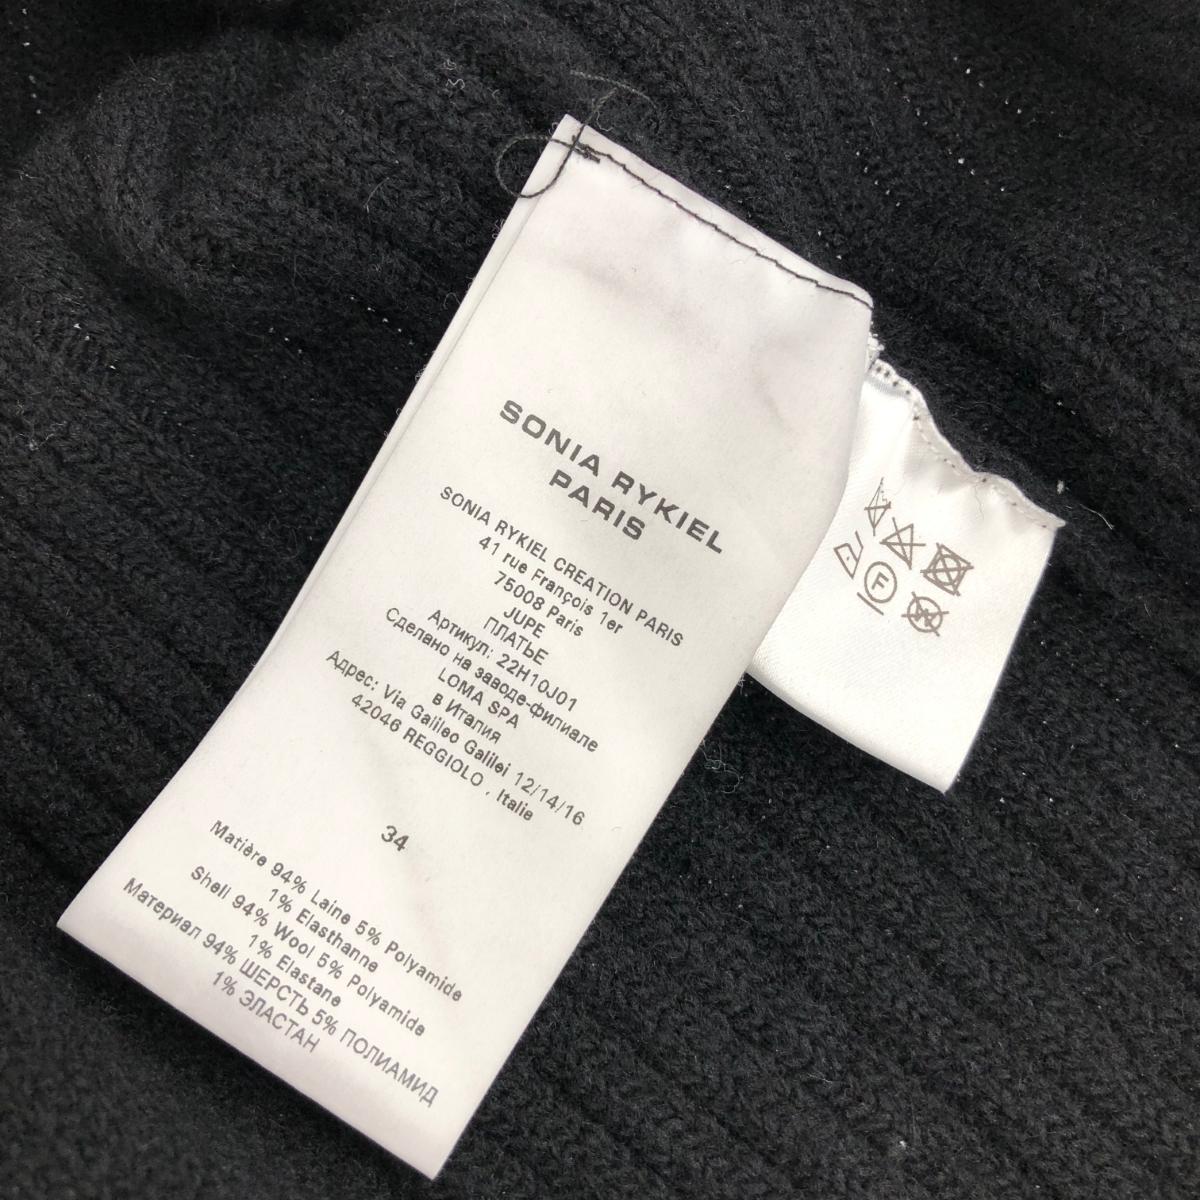 SONIA RYKIEL
PARIS
SONIA RYKIEL CREATION PARIS
41 rue François 1er
75008 Paris
JUPE
ПЛАТЬЕ
Артикул: 22H10J01
Сделано на заводе-филиале
LOMA SPA
в Италия
Адрес: Via Galileo Galilei 12/14/16
42046 REGGIOLO , Italie
34
Matière 94% Laine 5% Polyamide
1% Elasthanne
Shell 94% Wool 5% Polyamide
1% Elastane
Материал 94% ШЕРСТЬ 5% ПОЛИАМИД
1% ЭЛАСТАН
F